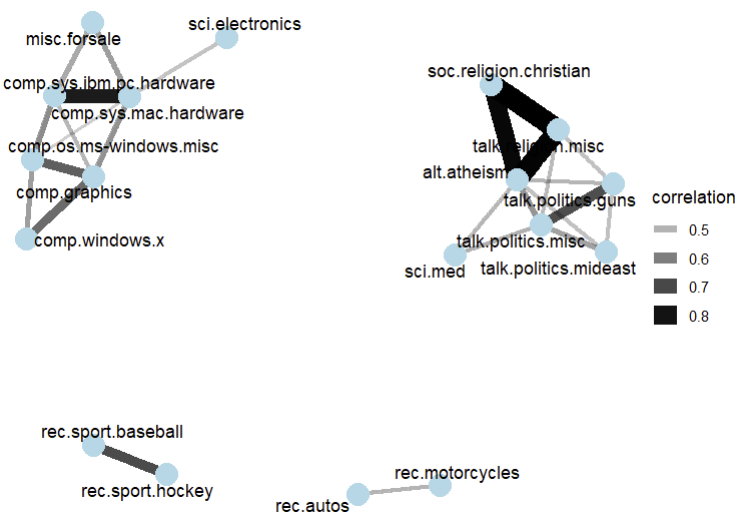 sci.electronics
misc.forsale
soc.religion.christian
comp.sys.ibm.pc.hardware
comp.sys.mac.hardware
comp.os.ms-windows.misc
talk.religion.misc
alt.atheism
comp.graphics
talk.politics.guns
correlation
0.5
0.6
0.7
0.8
comp.windows.x
talk.politics.misc
sci.med
talk.politics.mideast
rec.sport.baseball
rec.sport.hockey
rec.motorcycles
rec.autos